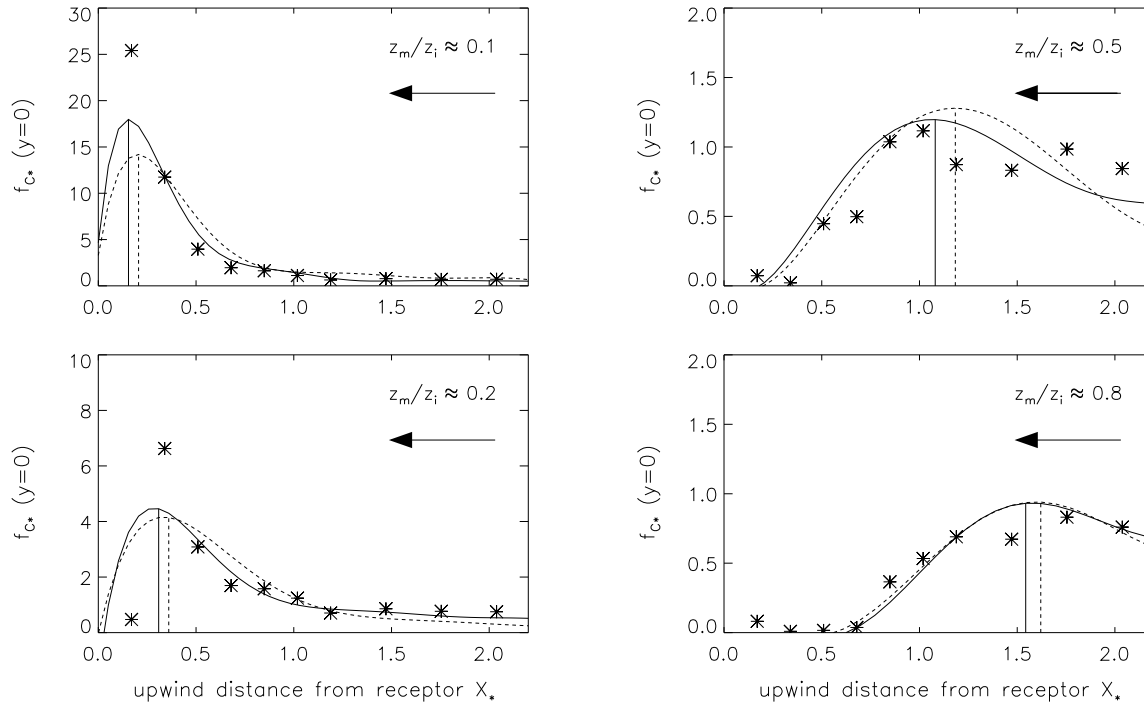 30
25
20
15
10
5
0
f_C* (y=0)
z_m/z_i ≈ 0.1
0.0 0.5 1.0 1.5 2.0
2.0
1.5
1.0
0.5
0.0
f_C* (y=0)
z_m/z_i ≈ 0.5
0.0 0.5 1.0 1.5 2.0
10
8
6
4
2
0
f_C* (y=0)
z_m/z_i ≈ 0.2
0.0 0.5 1.0 1.5 2.0
upwind distance from receptor X_*
2.0
1.5
1.0
0.5
0.0
f_C* (y=0)
z_m/z_i ≈ 0.8
0.0 0.5 1.0 1.5 2.0
upwind distance from receptor X_*